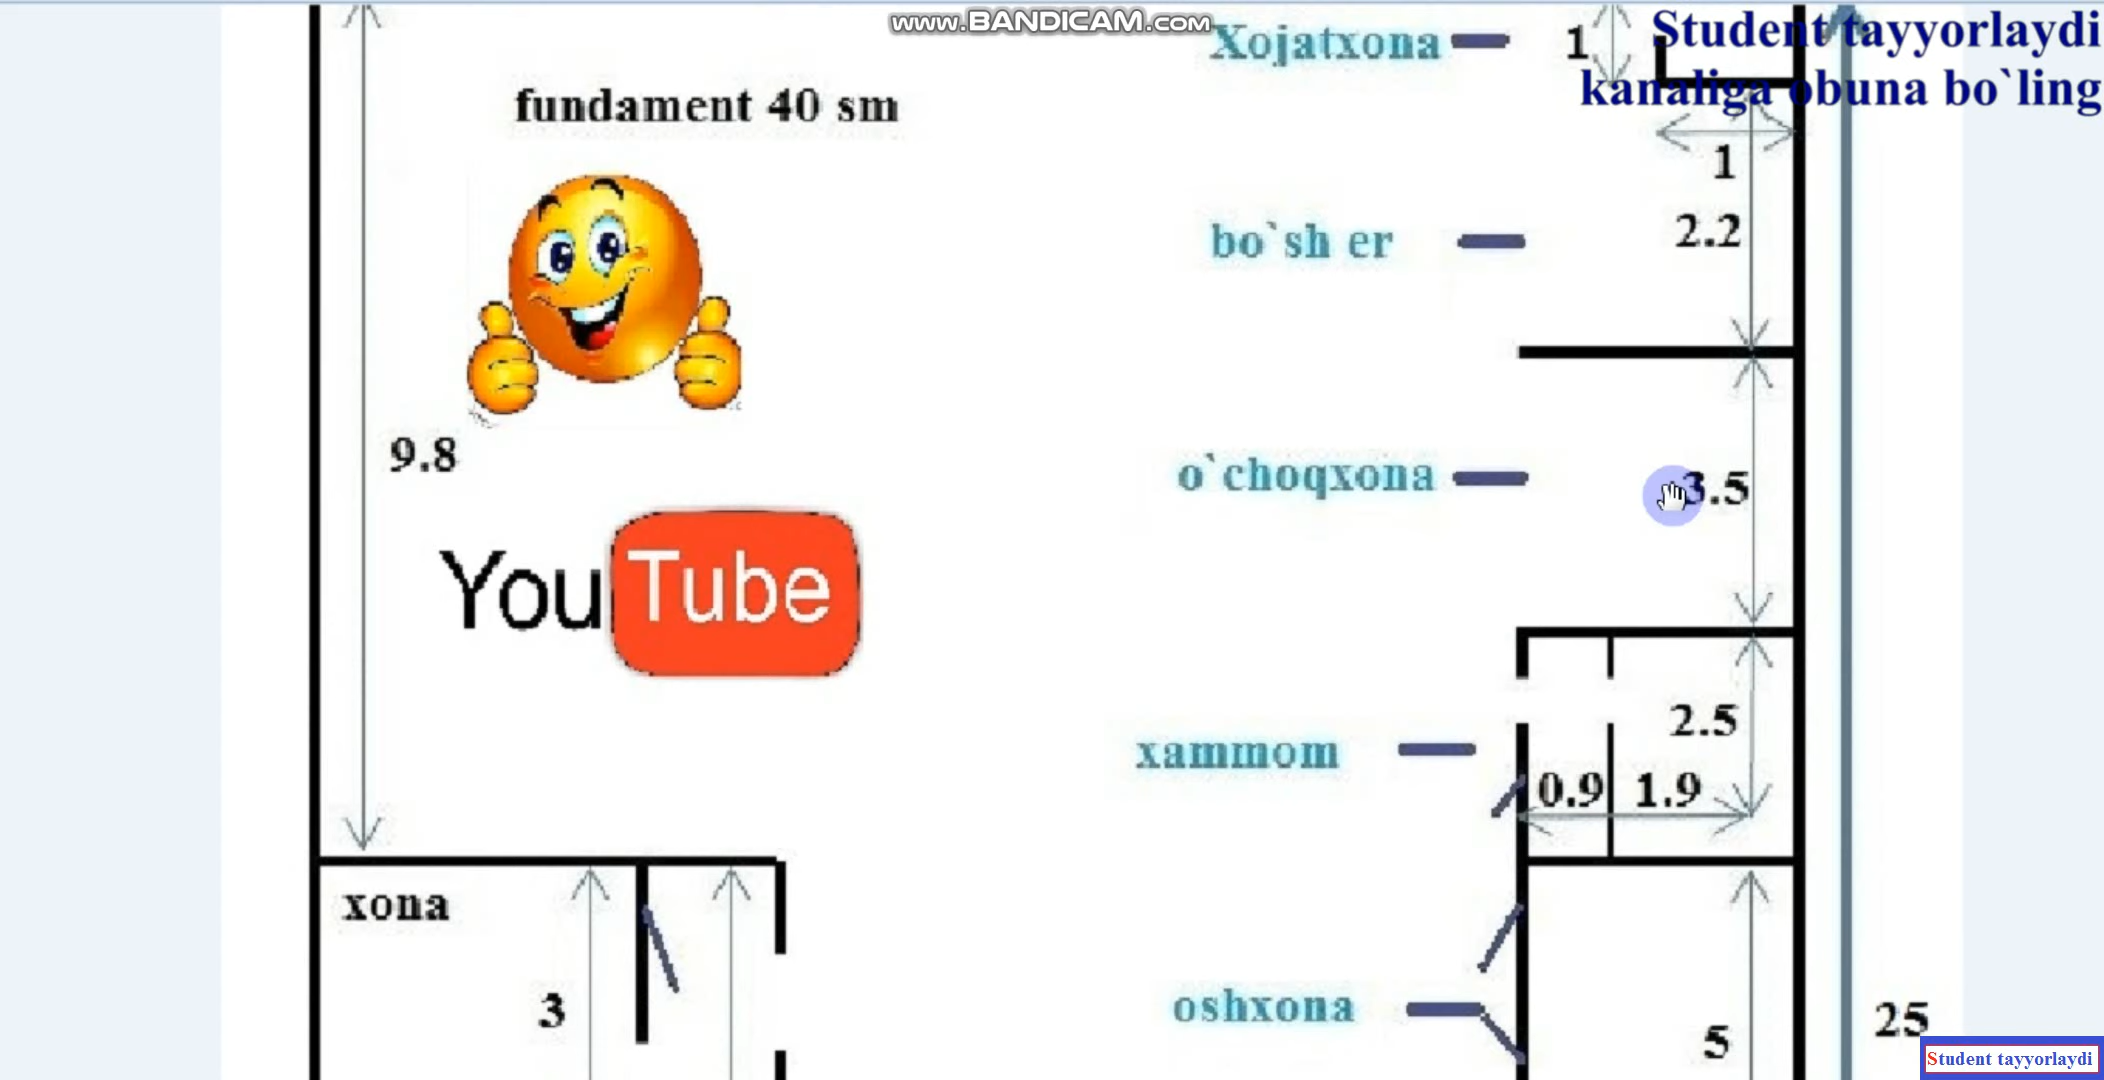 www.BANDICAM.com
Student tayyorlaydi
kanaliga obuna bo`ling
Xojatxona
1
fundament 40 sm
1
bo`sh er
2.2
9.8
o`choqxona
3.5
YouTube
xammom
2.5
0.9
1.9
xona
3
oshxona
5
25
Student tayyorlaydi